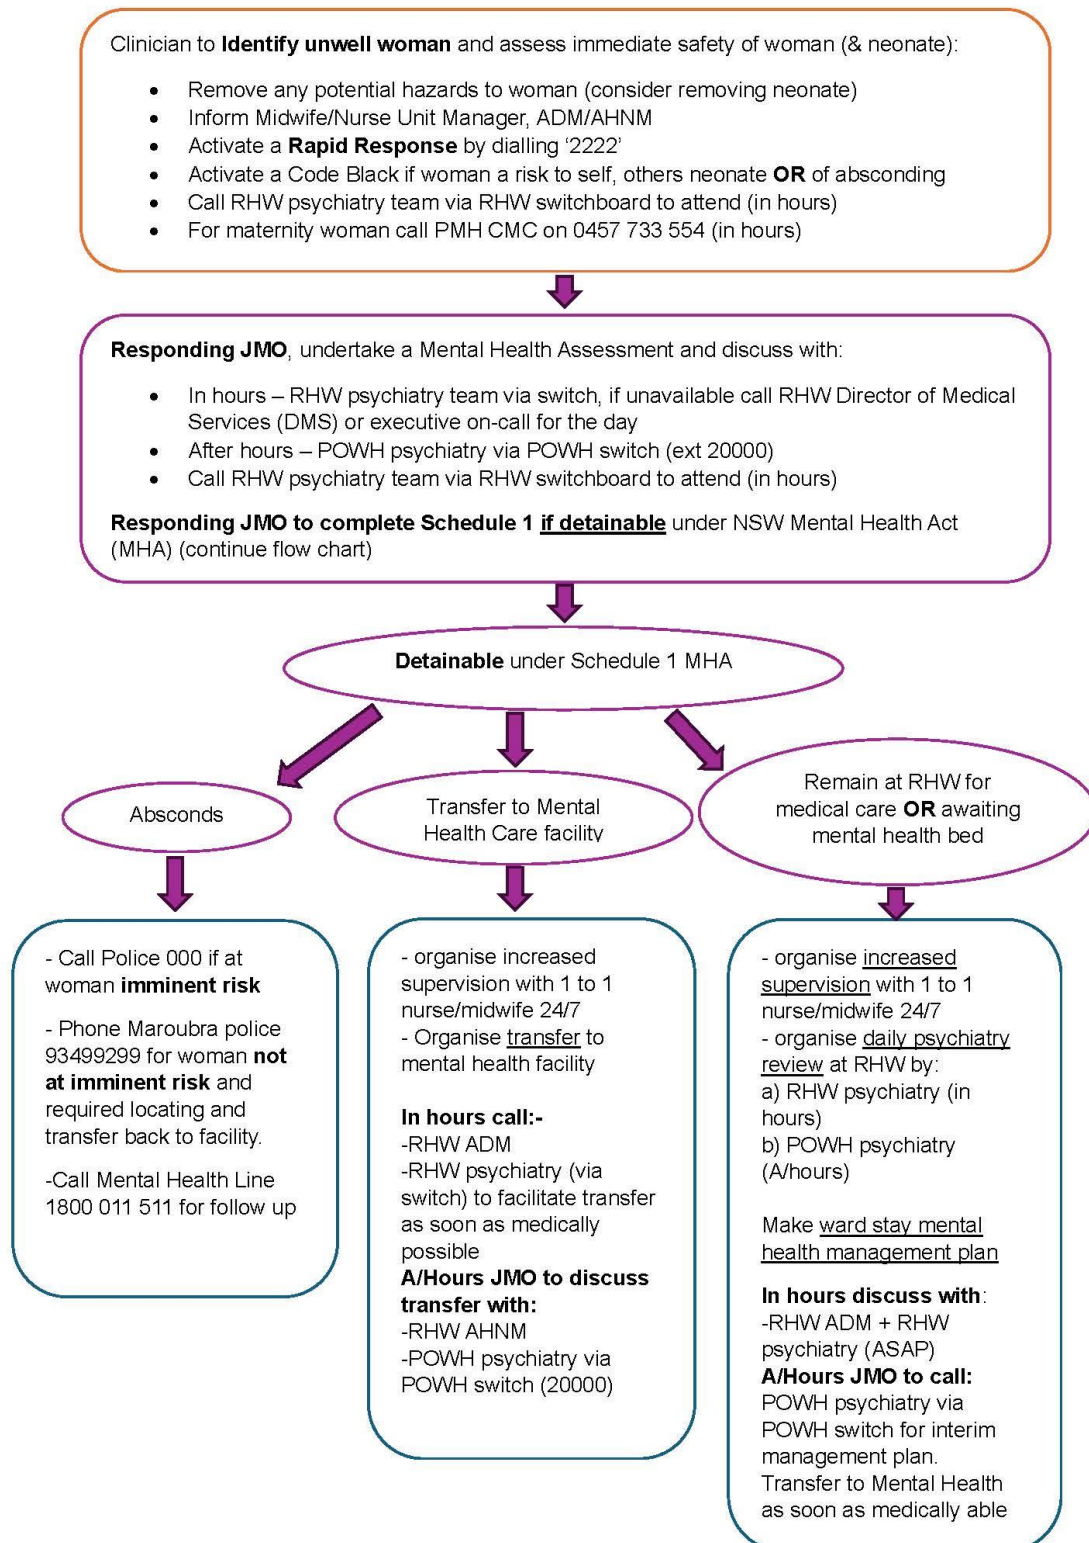 Clinician to Identify unwell woman and assess immediate safety of woman (& neonate):
• Remove any potential hazards to woman (consider removing neonate)
• Inform Midwife/Nurse Unit Manager, ADM/AHNM
• Activate a Rapid Response by dialling ‘2222’
• Activate a Code Black if woman a risk to self, others neonate OR of absconding
• Call RHW psychiatry team via RHW switchboard to attend (in hours)
• For maternity woman call PMH CMC on 0457 733 554 (in hours)
Responding JMO, undertake a Mental Health Assessment and discuss with:
• In hours – RHW psychiatry team via switch, if unavailable call RHW Director of Medical
Services (DMS) or executive on-call for the day
• After hours – POWH psychiatry via POWH switch (ext 20000)
• Call RHW psychiatry team via RHW switchboard to attend (in hours)
Responding JMO to complete Schedule 1 if detainable under NSW Mental Health Act
(MHA) (continue flow chart)
Detainable under Schedule 1 MHA
Absconds
Transfer to Mental
Health Care facility
Remain at RHW for
medical care OR awaiting
mental health bed
- Call Police 000 if at
woman imminent risk
- Phone Maroubra police
93499299 for woman not
at imminent risk and
required locating and
transfer back to facility.
-Call Mental Health Line
1800 011 511 for follow up
- organise increased
supervision with 1 to 1
nurse/midwife 24/7
- Organise transfer to
mental health facility
In hours call:-
-RHW ADM
-RHW psychiatry (via
switch) to facilitate transfer
as soon as medically
possible
A/Hours JMO to discuss
transfer with:
-RHW AHNM
-POWH psychiatry via
POWH switch (20000)
- organise increased
supervision with 1 to 1
nurse/midwife 24/7
- organise daily psychiatry
review at RHW by:
a) RHW psychiatry (in
hours)
b) POWH psychiatry
(A/hours)
Make ward stay mental
health management plan
In hours discuss with:
-RHW ADM + RHW
psychiatry (ASAP)
A/Hours JMO to call:
POWH psychiatry via
POWH switch for interim
management plan.
Transfer to Mental Health
as soon as medically able